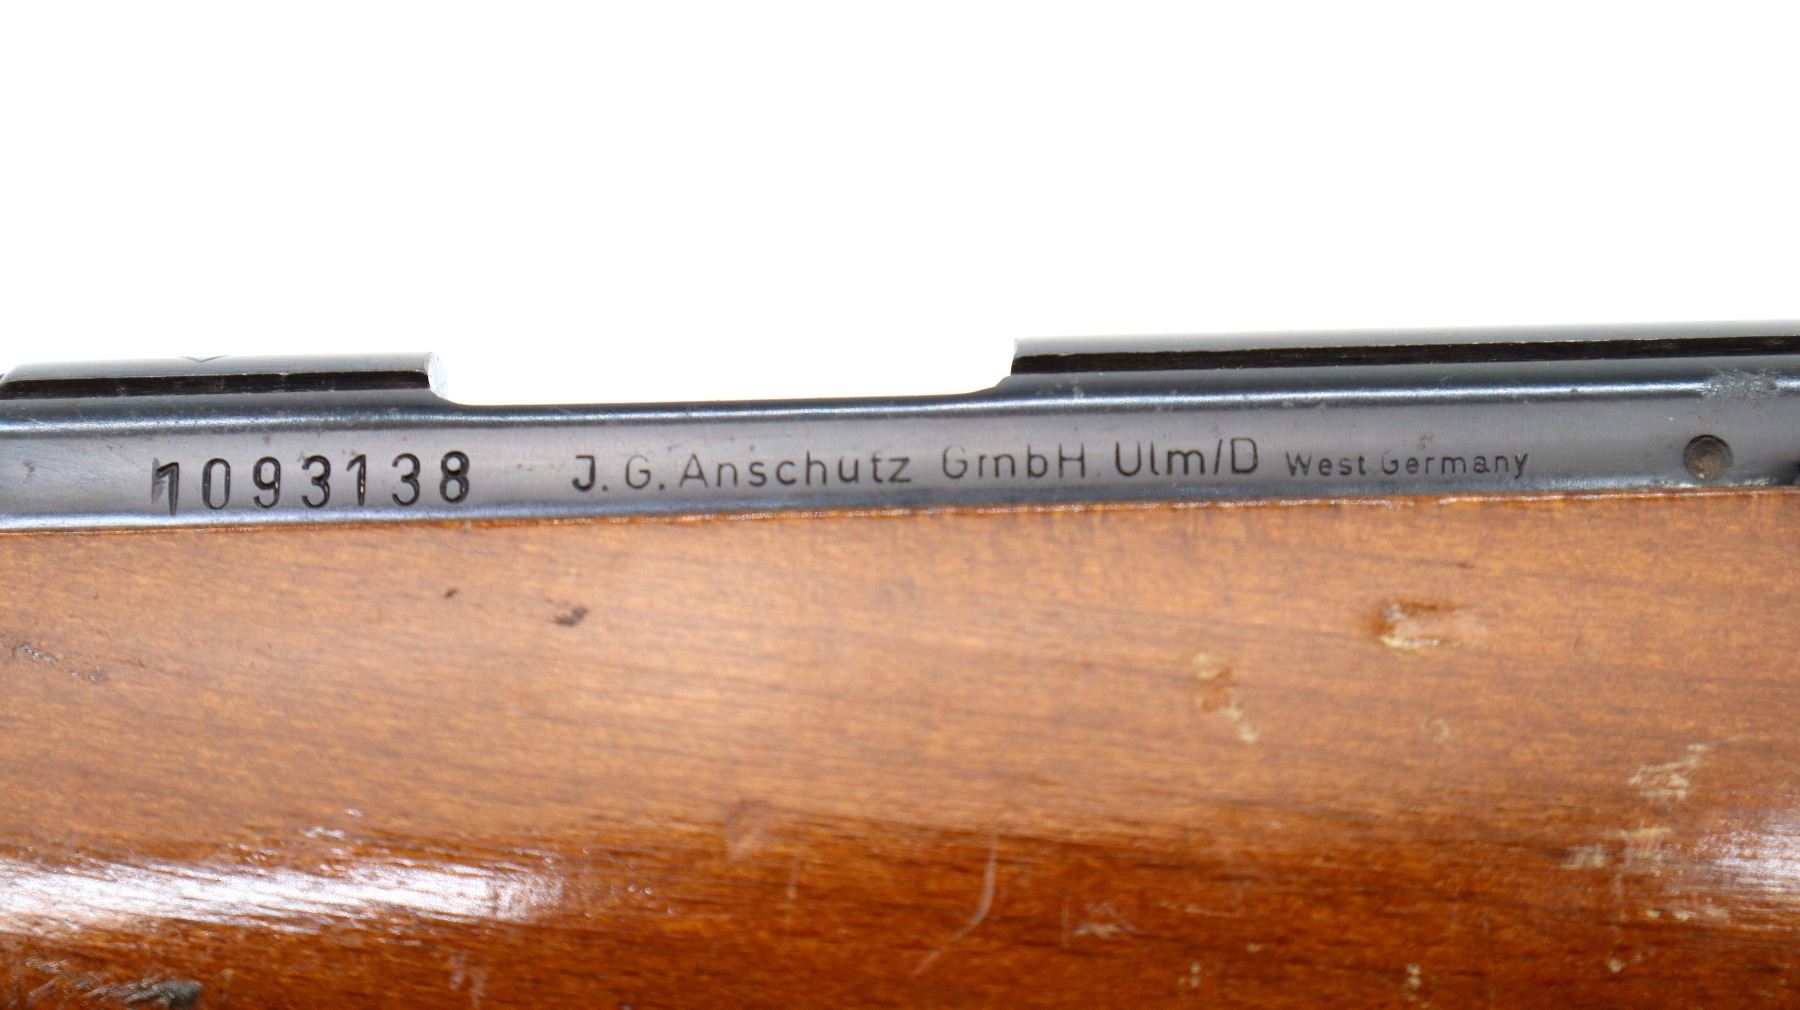 1093138 J. G. Anschutz GmbH Ulm/D West Germany